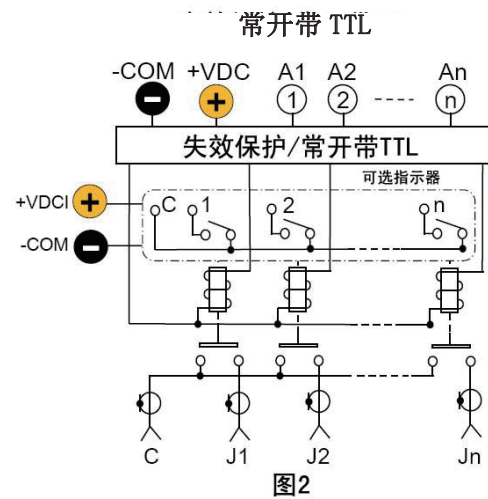 常开带 TTL
-COM +VDC A1 A2 An
1 2 n
失效保护/常开带TTL
可选指示器
+VDCI
C 1 2 n
-COM
C J1 J2 Jn
图2